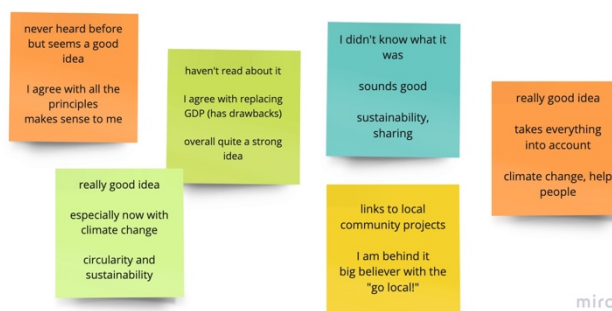 never heard before
but seems a good
idea
I agree with all the
principles
makes sense to me
haven't read about it
I agree with replacing
GDP (has drawbacks)
overall quite a strong
idea
I didn't know what it
was
sounds good
sustainability,
sharing
really good idea
takes everything
into account
climate change, help
people
really good idea
especially now with
climate change
circularity and
sustainability
links to local
community projects
I am behind it
big believer with the
"go local!"
miro